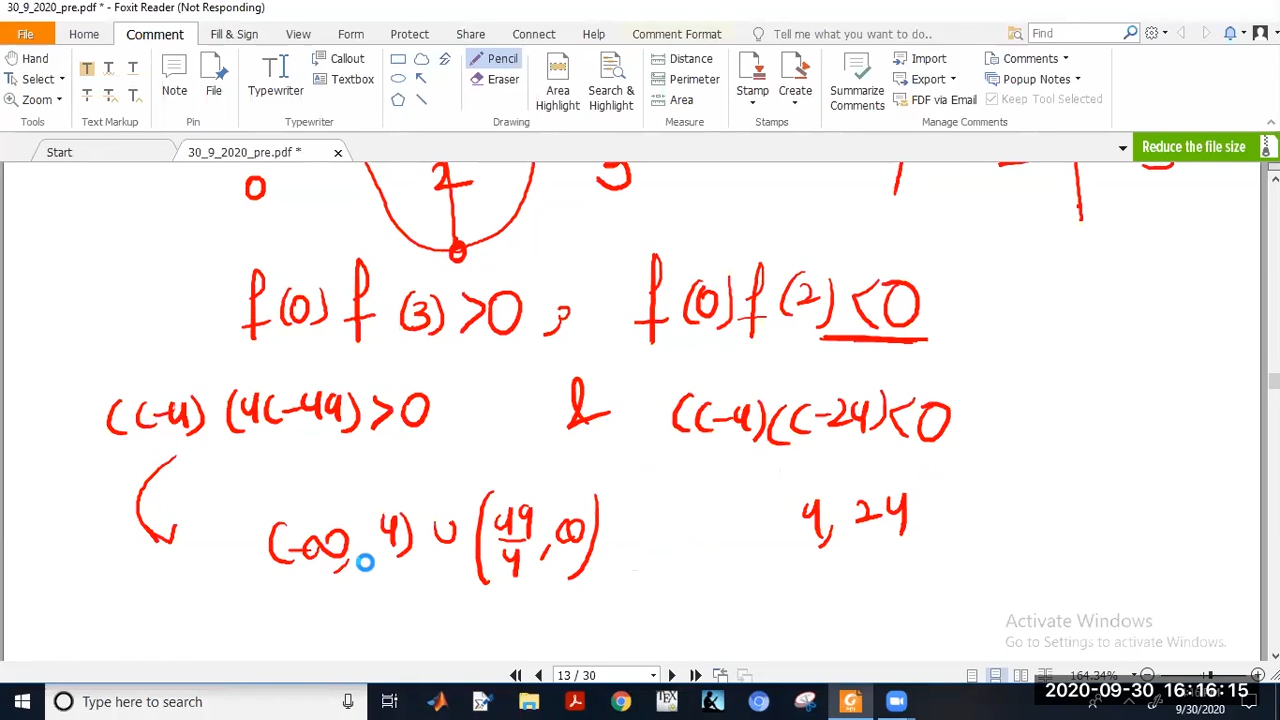 30_9_2020_pre.pdf * - Foxit Reader (Not Responding)
File Home Comment Fill & Sign View Form Protect Share Connect Help Comment Format Tell me what you want to do... Find
Hand Select Zoom Tools
T T T T T T Text Markup
Note File Pin
Typewriter Callout Textbox Typewriter
Pencil Eraser Drawing
Area Highlight Search & Highlight
Distance Perimeter Area Measure
Stamp Create Stamps
Summarize Comments Import Export FDF via Email Comments Popup Notes Keep Tool Selected Manage Comments
Start 30_9_2020_pre.pdf * Reduce the file size
0 2 3
f(0) f(3)>0 , f(0) f(2)<0
(c-4) (4c-49)>0 & (c-4)(c-24)<0
(-∞, 4) ∪ (49/4, ∞) 4, 24
Activate Windows
Go to Settings to activate Windows.
13 / 30 164.34%
Type here to search
2020-09-30 16:16:15
9/30/2020